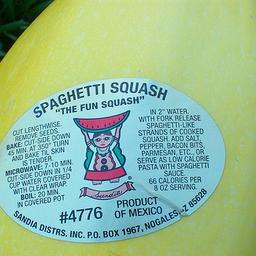 SPAGHETTI SQUASH
"THE FUN SQUASH"
CUT LENGTHWISE.
REMOVE SEEDS.
BAKE: CUT-SIDE DOWN
45 MIN. AT 350° TURN
AND BAKE TIL SKIN
IS TENDER.
MICROWAVE: 7-10 MIN.
CUT-SIDE DOWN IN 1/4
CUP WATER COVERED
WITH CLEAR WRAP.
BOIL: 20 MIN.
IN COVERED POT
IN 2" WATER.
WITH FORK RELEASE
SPAGHETTI-LIKE
STRANDS OF COOKED
SQUASH. ADD SALT,
PEPPER, BACON BITS,
PARMESAN, ETC., OR
SERVE AS LOW CALORIE
PASTA WITH SPAGHETTI
SAUCE.
66 CALORIES PER
8 OZ. SERVING.
#4776
PRODUCT
OF MEXICO
SANDIA DISTRS. INC. P.O. BOX 1967, NOGALES, AZ 85628